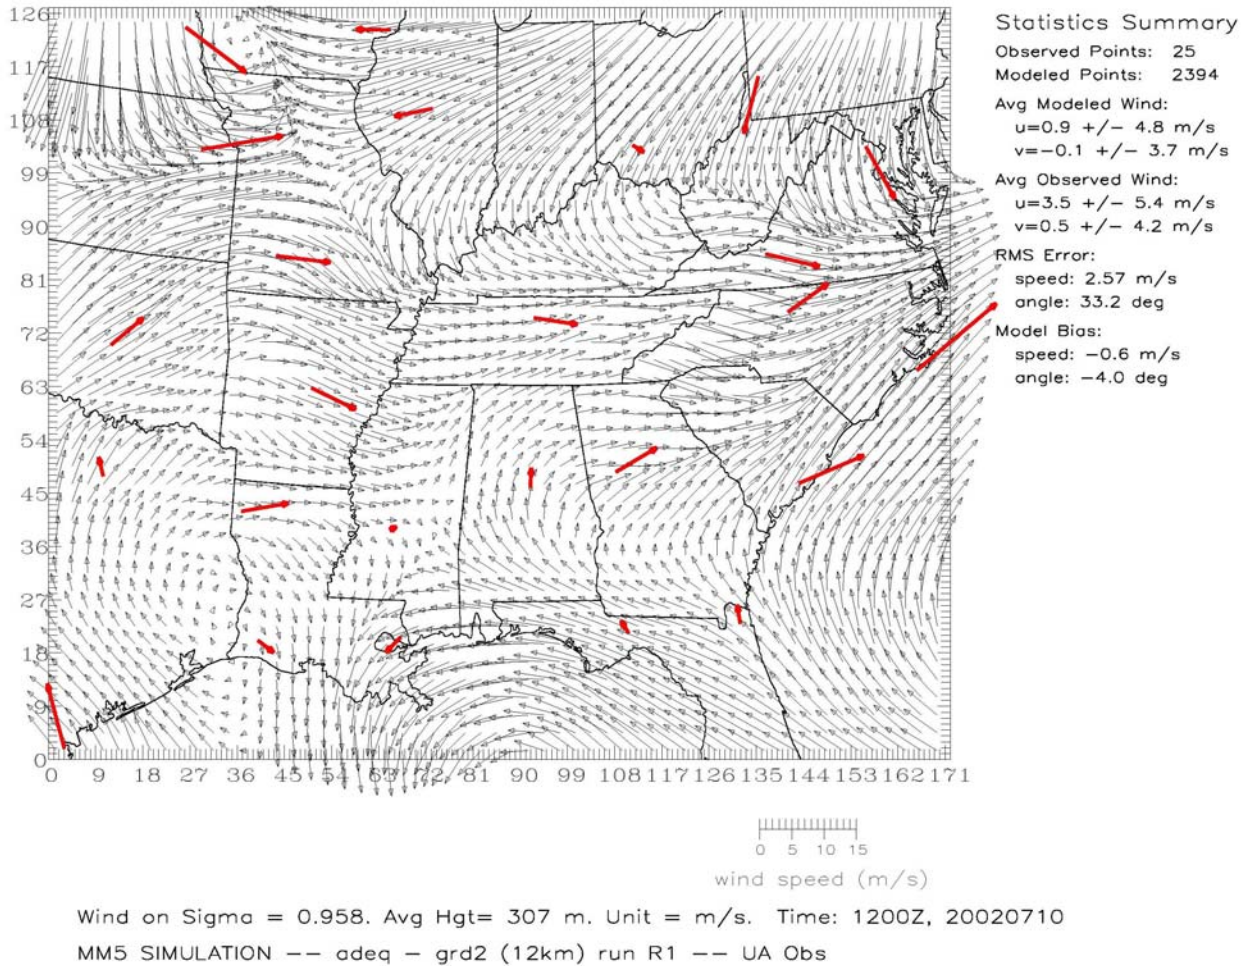 126
117
108
99
90
81
72
63
54
45
36
27
18
9
0
0 9 18 27 36 45 54 63 72 81 90 99 108 117 126 135 144 153 162 171
Statistics Summary
Observed Points: 25
Modeled Points: 2394
Avg Modeled Wind:
u=0.9 +/- 4.8 m/s
v=-0.1 +/- 3.7 m/s
Avg Observed Wind:
u=3.5 +/- 5.4 m/s
v=0.5 +/- 4.2 m/s
RMS Error:
speed: 2.57 m/s
angle: 33.2 deg
Model Bias:
speed: -0.6 m/s
angle: -4.0 deg
0 5 10 15
wind speed (m/s)
Wind on Sigma = 0.958. Avg Hgt= 307 m. Unit = m/s. Time: 1200Z, 20020710
MM5 SIMULATION -- adeq - grd2 (12km) run R1 -- UA Obs